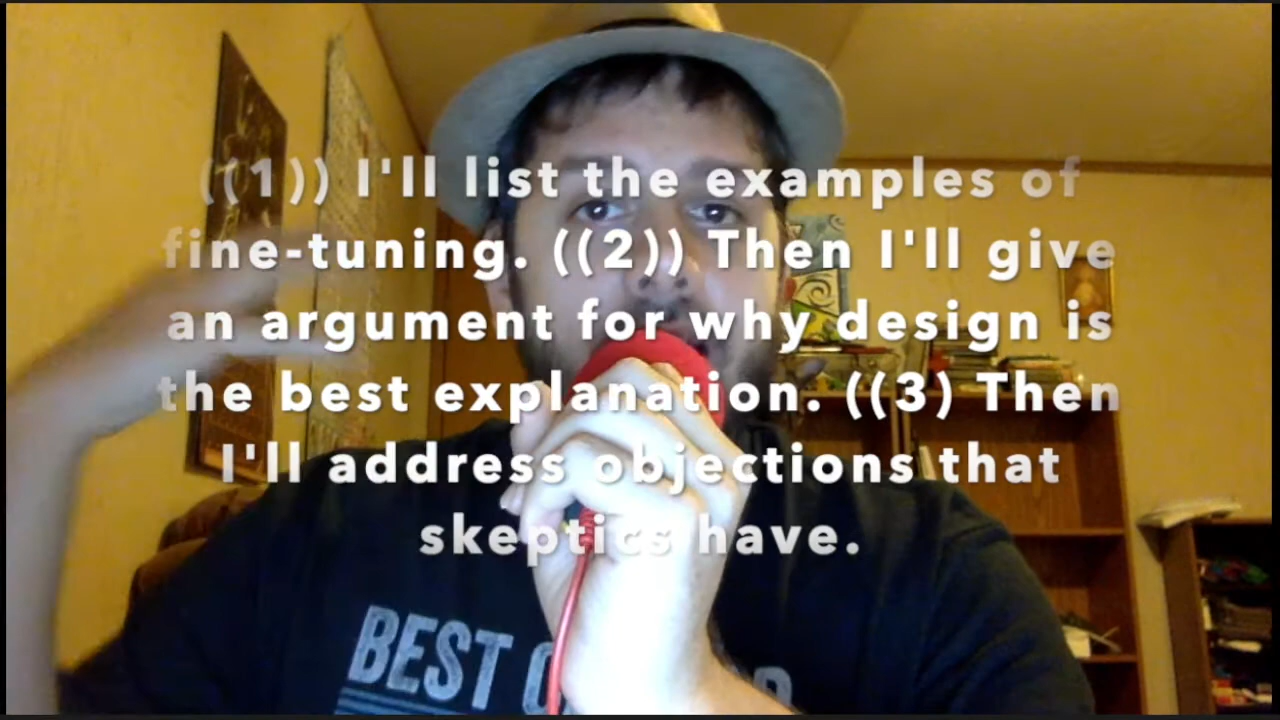 ((1)) I'll list the examples of
fine-tuning. ((2)) Then I'll give
an argument for why design is
the best explanation. ((3) Then
I'll address objections that
skeptics have.
BEST